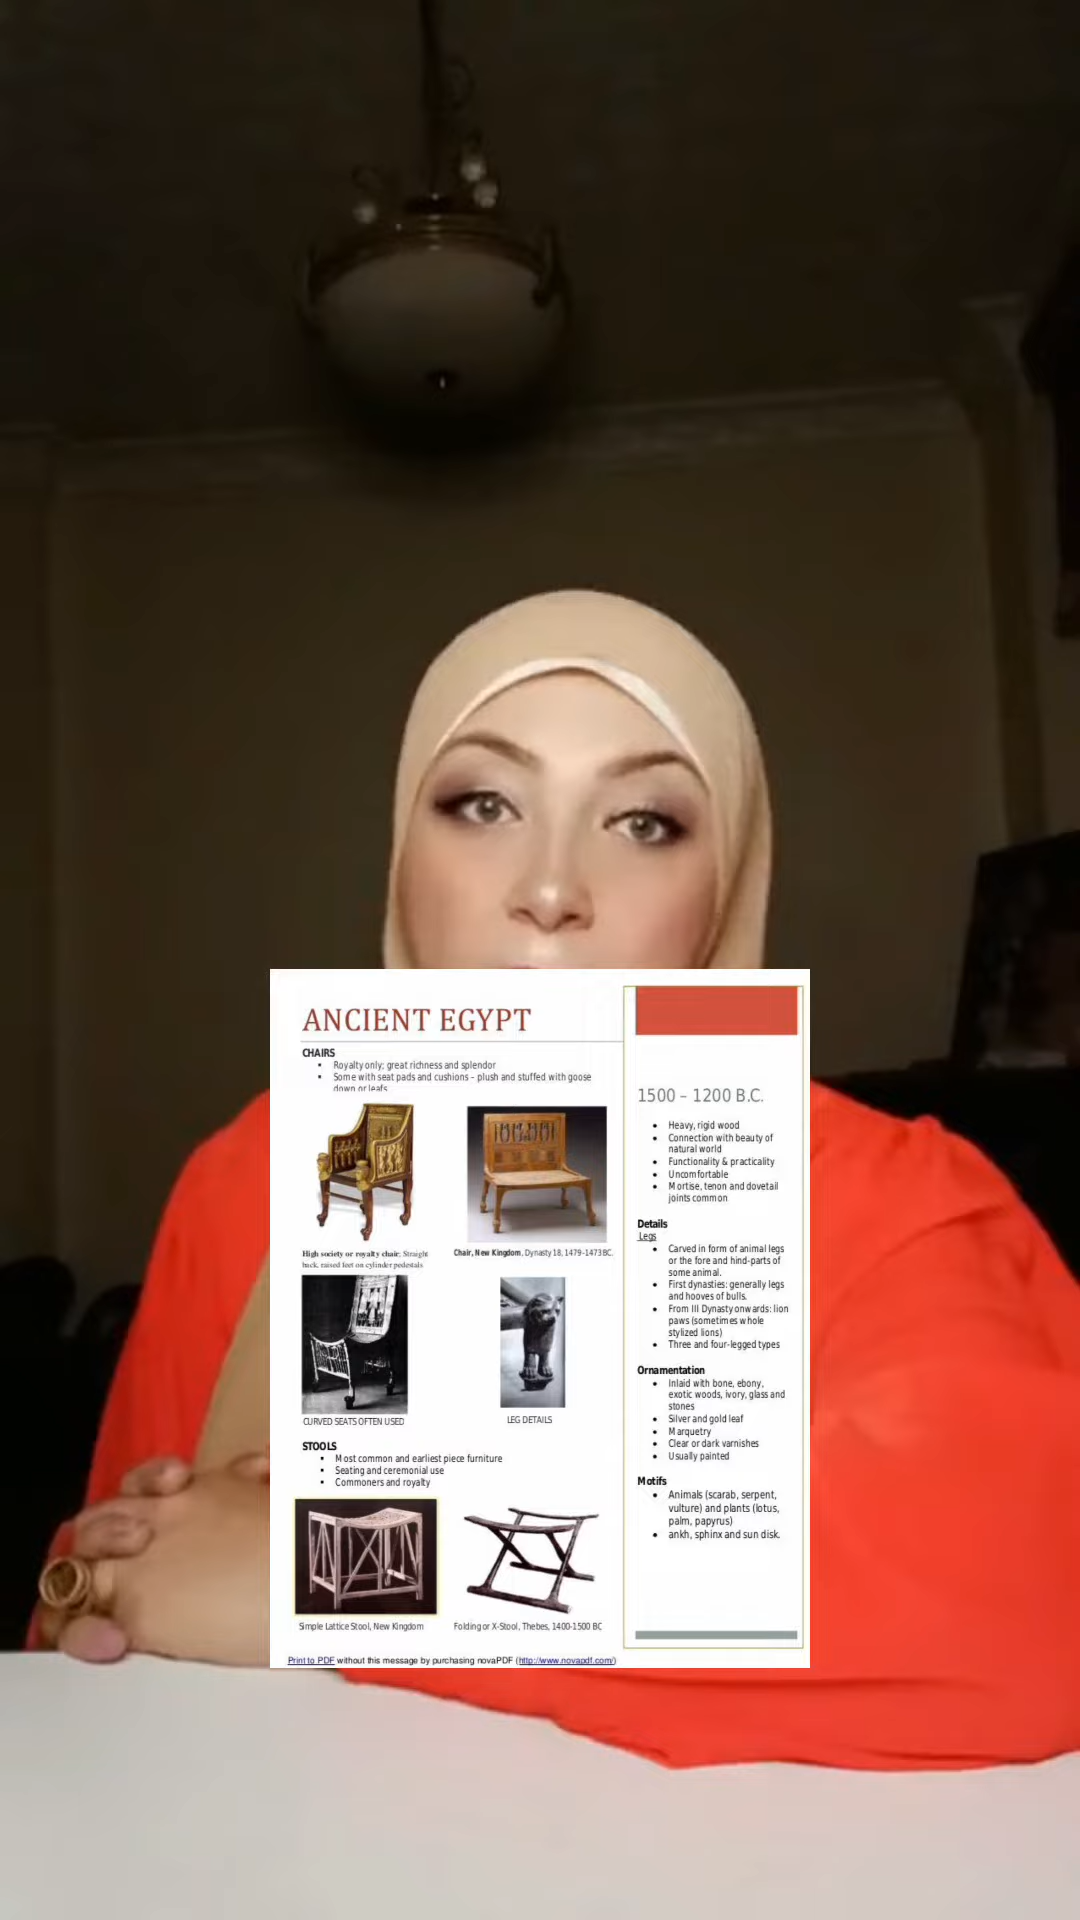 ANCIENT EGYPT
CHAIRS
Royalty only; great richness and splendor
Some with seat pads and cushions – plush and stuffed with goose
down or leafs
High society or royalty chair; Straight
back, raised feet on cylinder pedestals
Chair, New Kingdom, Dynasty 18, 1479-1473 BC.
CURVED SEATS OFTEN USED
LEG DETAILS
STOOLS
Most common and earliest piece furniture
Seating and ceremonial use
Commoners and royalty
Simple Lattice Stool, New Kingdom
Folding or X-Stool, Thebes, 1400-1500 BC
1500 – 1200 B.C.
Heavy, rigid wood
Connection with beauty of
natural world
Functionality & practicality
Uncomfortable
Mortise, tenon and dovetail
joints common
Details
Legs
Carved in form of animal legs
or the fore and hind-parts of
some animal.
First dynasties: generally legs
and hooves of bulls.
From III Dynasty onwards: lion
paws (sometimes whole
stylized lions)
Three and four-legged types
Ornamentation
Inlaid with bone, ebony,
exotic woods, ivory, glass and
stones
Silver and gold leaf
Marquetry
Clear or dark varnishes
Usually painted
Motifs
Animals (scarab, serpent,
vulture) and plants (lotus,
palm, papyrus)
ankh, sphinx and sun disk.
Print to PDF without this message by purchasing novaPDF (http://www.novapdf.com/)